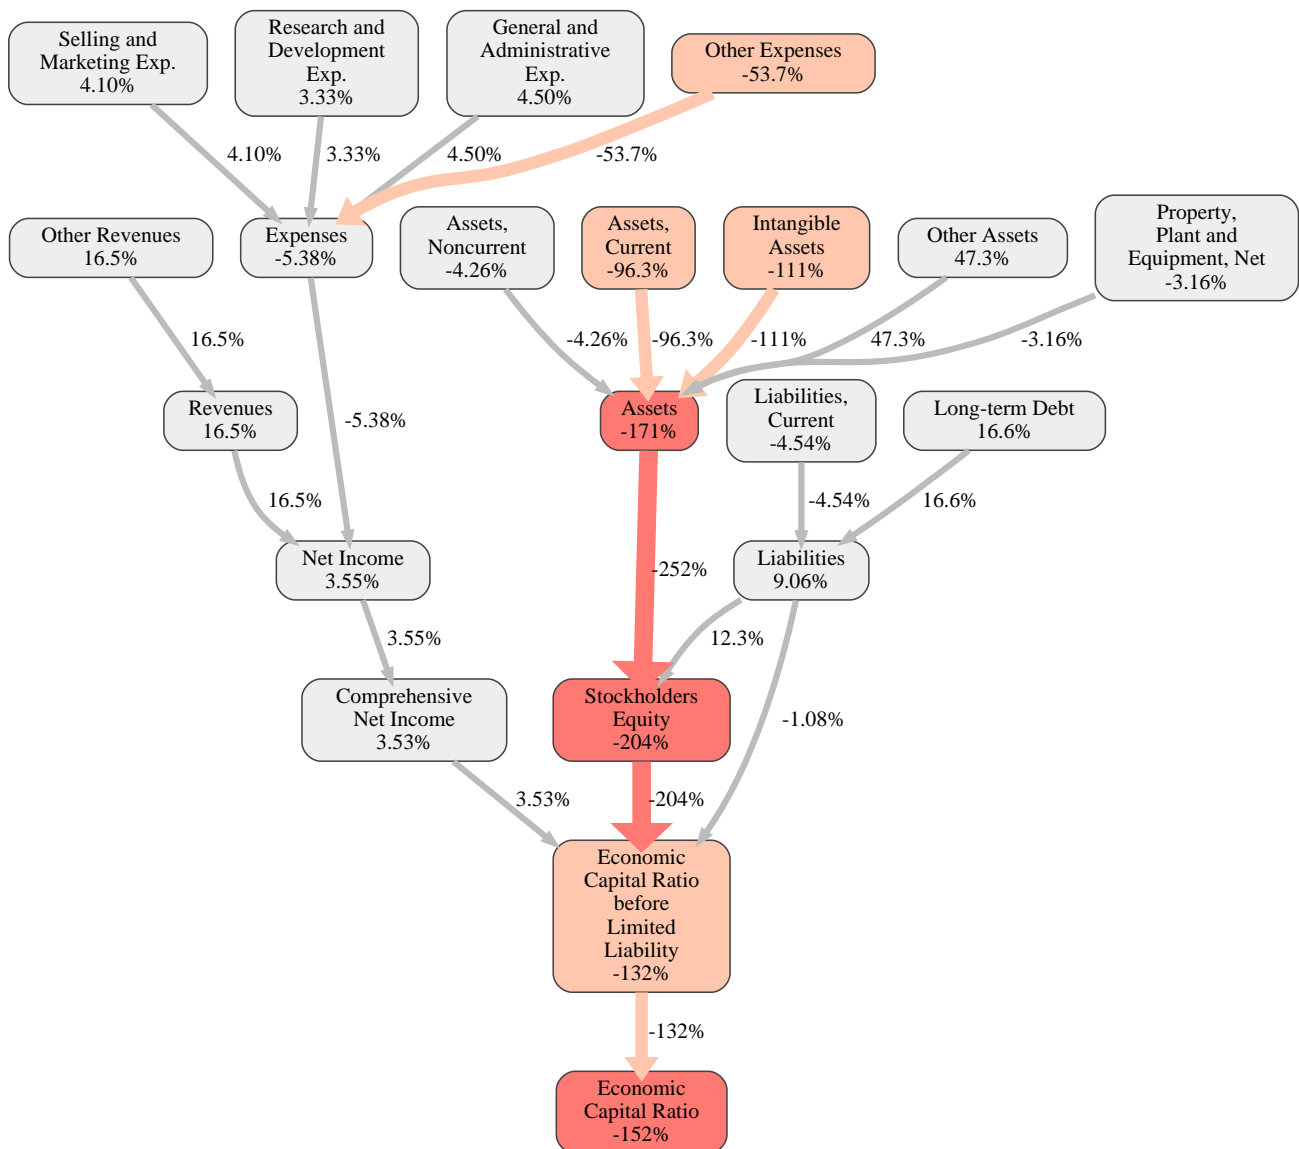 Selling and
Marketing Exp.
4.10%
Research and
Development
Exp.
3.33%
General and
Administrative
Exp.
4.50%
Other Expenses
-53.7%
4.10%
3.33%
4.50%
-53.7%
Other Revenues
16.5%
Expenses
-5.38%
Assets,
Noncurrent
-4.26%
Assets,
Current
-96.3%
Intangible
Assets
-111%
Other Assets
47.3%
Property,
Plant and
Equipment, Net
-3.16%
16.5%
-4.26%
-96.3%
-111%
47.3%
-3.16%
Revenues
16.5%
-5.38%
Assets
-171%
Liabilities,
Current
-4.54%
Long-term Debt
16.6%
16.5%
-4.54%
16.6%
Net Income
3.55%
-252%
Liabilities
9.06%
3.55%
12.3%
Comprehensive
Net Income
3.53%
Stockholders
Equity
-204%
-1.08%
3.53%
-204%
Economic
Capital Ratio
before
Limited
Liability
-132%
-132%
Economic
Capital Ratio
-152%